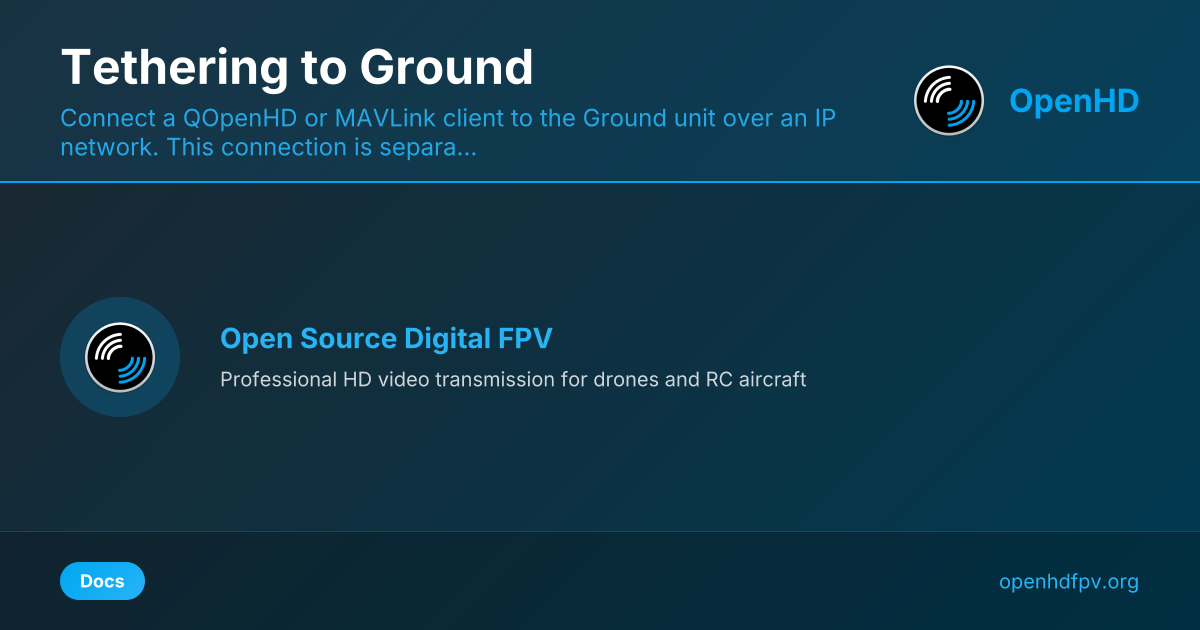 Tethering to Ground
Connect a QOpenHD or MAVLink client to the Ground unit over an IP
network. This connection is separa...
OpenHD
Open Source Digital FPV
Professional HD video transmission for drones and RC aircraft
Docs
openhdfpv.org